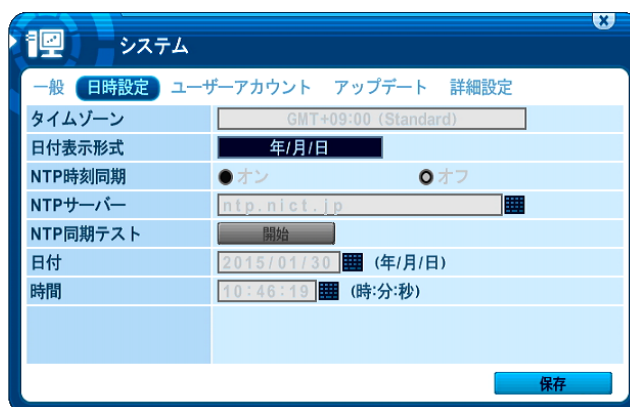 システム
一般 日時設定 ユーザーアカウント アップデート 詳細設定
タイムゾーン GMT+09:00 (Standard)
日付表示形式 年/月/日
NTP時刻同期 オン オフ
NTPサーバー ntp.nict.jp
NTP同期テスト 開始
日付 2015/01/30 (年/月/日)
時間 10:46:19 (時:分:秒)
保存